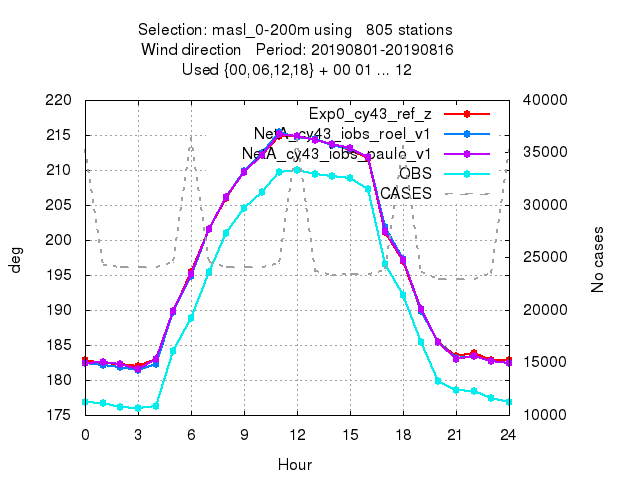 Selection: masl_0-200m using 805 stations
Wind direction Period: 20190801-20190816
Used {00,06,12,18} + 00 01 ... 12
220 40000
Exp0_cy43_ref_z
215 NetA_cy43_iobs_roel_v1 35000
NetA_cy43_iobs_paulo_v1
210 OBS
CASES
205 30000
200
195 25000
190 20000
185 15000
180
175 10000
deg
No cases
0 3 6 9 12 15 18 21 24
Hour